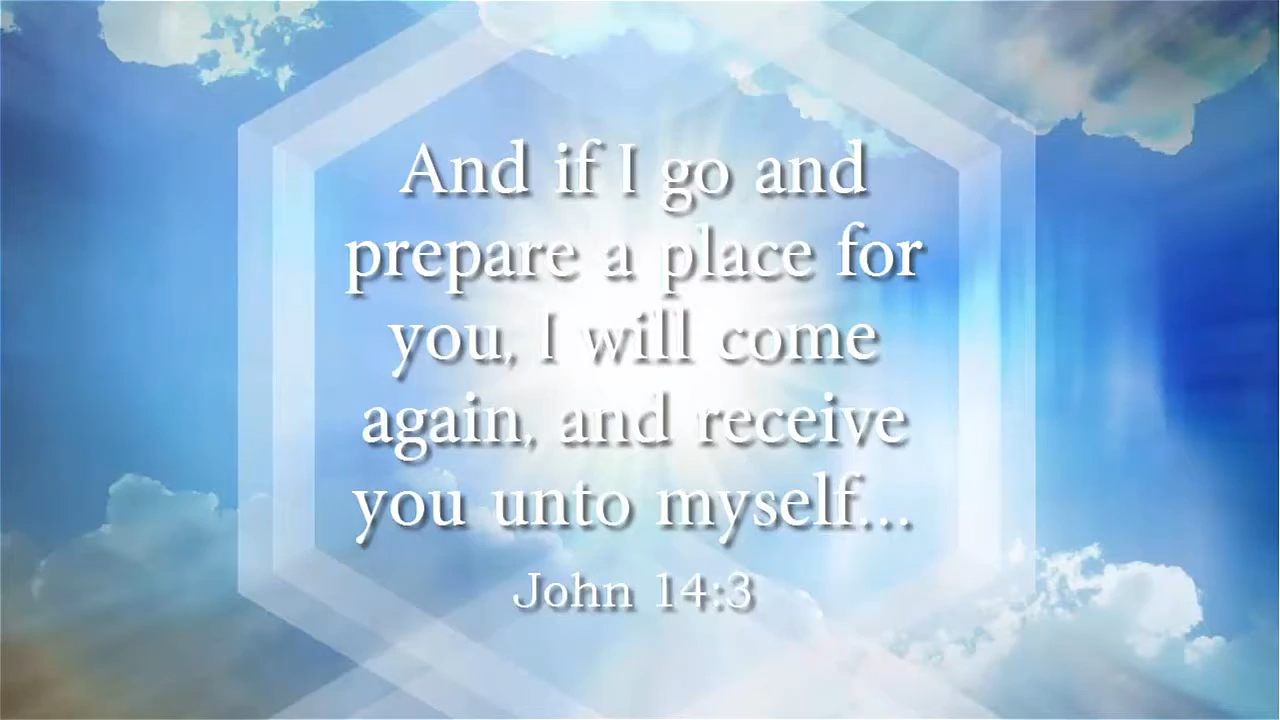 And if I go and
prepare a place for
you, I will come
again, and receive
you unto myself...
John 14:3